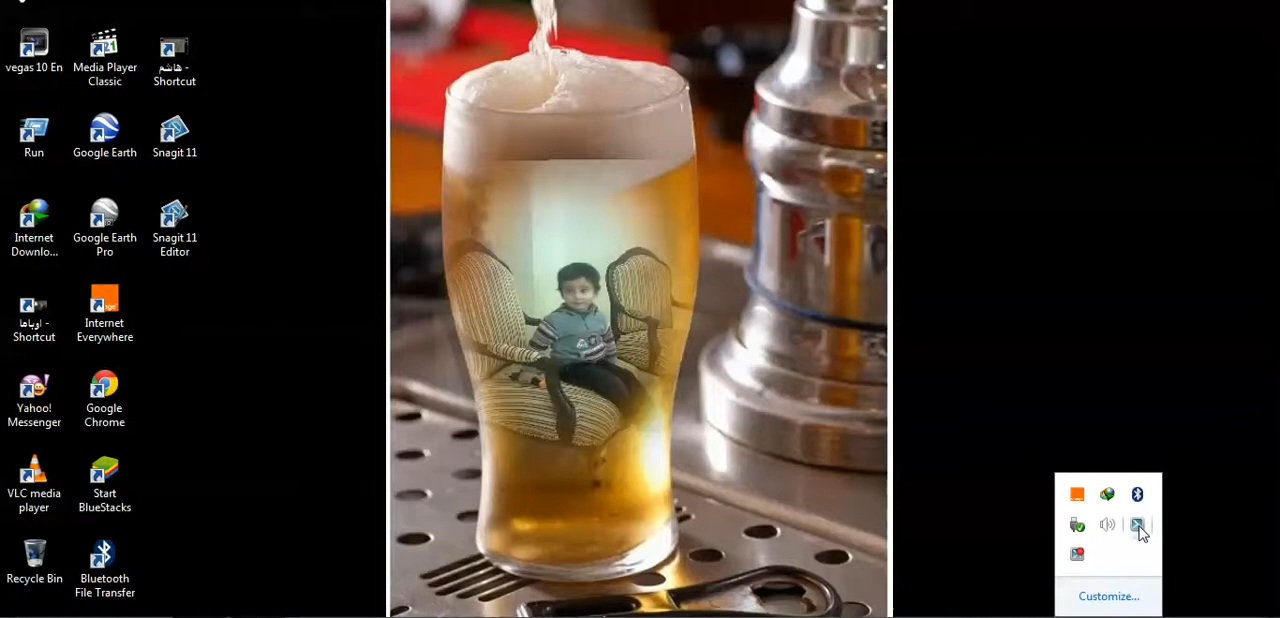 vegas 10 En
Media Player
Classic
هاشم -
Shortcut
Run
Google Earth
Snagit 11
Internet
Downlo...
Google Earth
Pro
Snagit 11
Editor
اوباما -
Shortcut
Internet
Everywhere
Yahoo!
Messenger
Google
Chrome
VLC media
player
Start
BlueStacks
Recycle Bin
Bluetooth
File Transfer
Customize...